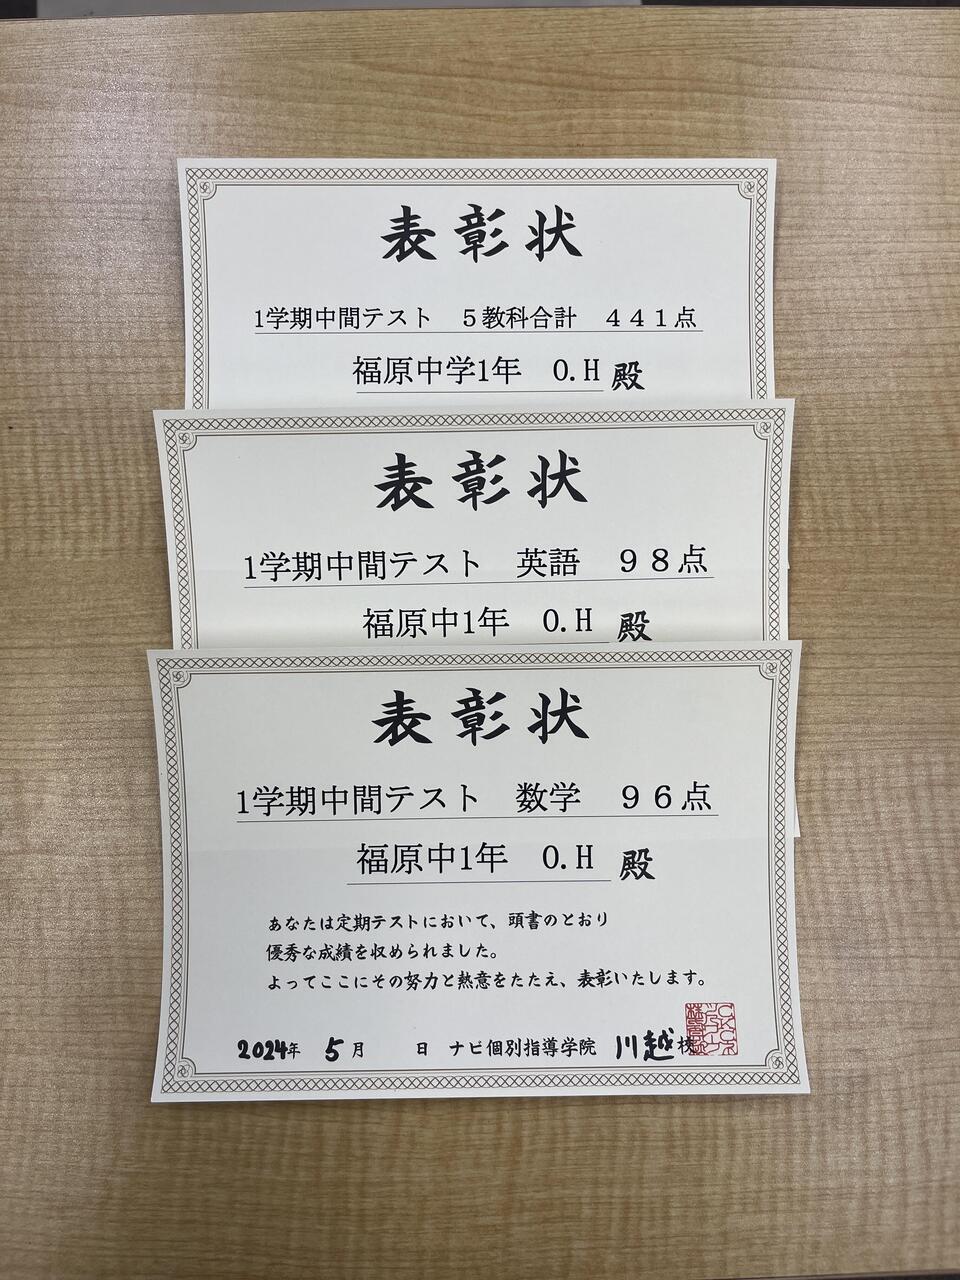 表彰状
1学期中間テスト　5教科合計　441点
福原中学1年　O.H 殿
表彰状
1学期中間テスト　英語　98点
福原中1年　O.H 殿
表彰状
1学期中間テスト　数学　96点
福原中1年　O.H 殿
あなたは定期テストにおいて、頭書のとおり
優秀な成績を収められました。
よってここにその努力と熱意をたたえ、表彰いたします。
2024年　5月　　日　ナビ個別指導学院　川越校